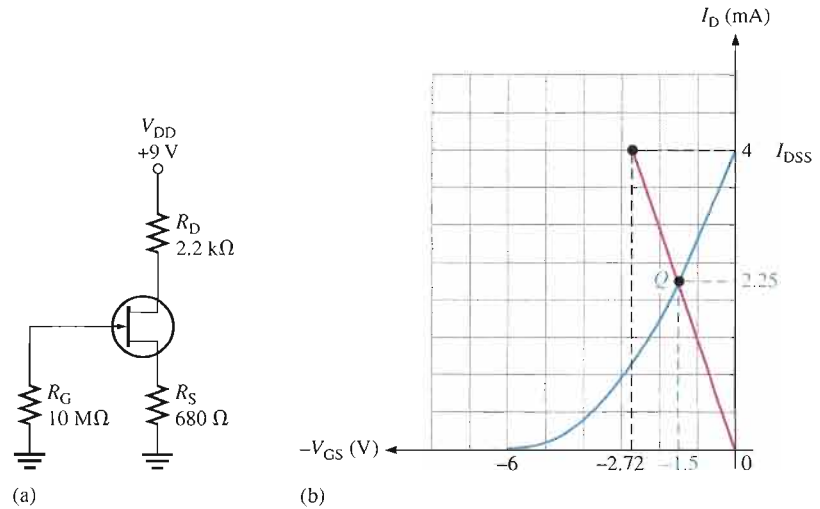 V_DD
+9 V
R_D
2.2 kΩ
R_G
10 MΩ
R_S
680 Ω
(a)
I_D (mA)
4
I_DSS
Q
2.25
–V_GS (V)
–6
–2.72
–1.5
0
(b)